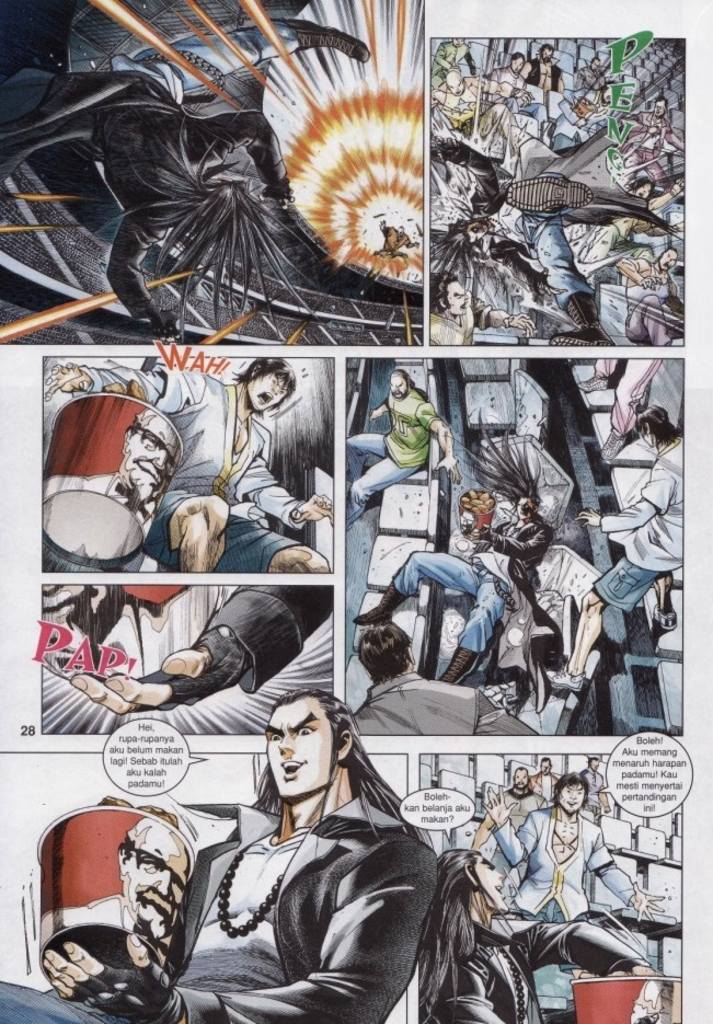 PENG
WAH!
PAP!
28
Hei,
rupa-rupanya
aku belum makan
lagi! Sebab itulah
aku kalah
padamu!
Boleh-
kan belanja aku
makan?
Boleh!
Aku memang
menaruh harapan
padamu! Kau
mesti menyertai
pertandingan
ini!